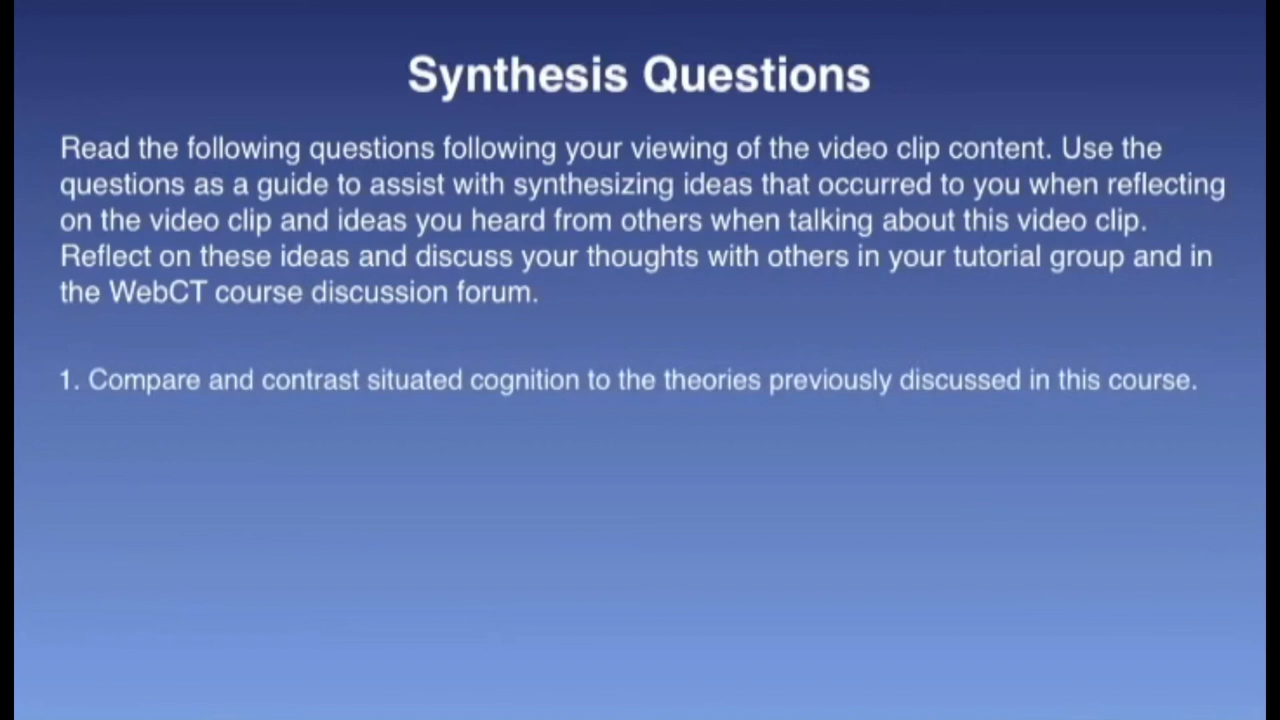 Synthesis Questions
Read the following questions following your viewing of the video clip content. Use the
questions as a guide to assist with synthesizing ideas that occurred to you when reflecting
on the video clip and ideas you heard from others when talking about this video clip.
Reflect on these ideas and discuss your thoughts with others in your tutorial group and in
the WebCT course discussion forum.
1. Compare and contrast situated cognition to the theories previously discussed in this course.